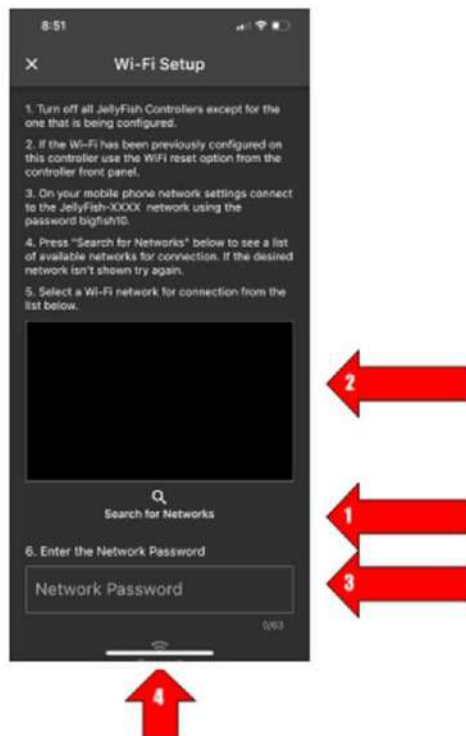 8:51
× Wi-Fi Setup
1. Turn off all JellyFish Controllers except for the
one that is being configured.
2. If the Wi-Fi has been previously configured on
this controller use the WiFi reset option from the
controller front panel.
3. On your mobile phone network settings connect
to the JellyFish-XXXX network using the
password bigfish10.
4. Press "Search for Networks" below to see a list
of available networks for connection. If the desired
network isn't shown try again.
5. Select a Wi-Fi network for connection from the
list below.
2
Search for Networks
1
6. Enter the Network Password
Network Password
3
0/63
4